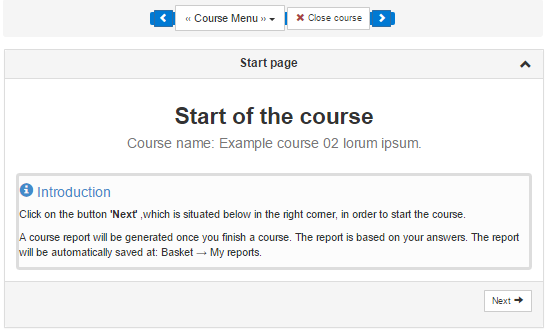 « Course Menu » Close course
Start page
Start of the course
Course name: Example course 02 lorum ipsum.
Introduction
Click on the button 'Next' ,which is situated below in the right corner, in order to start the course.
A course report will be generated once you finish a course. The report is based on your answers. The report
will be automatically saved at: Basket → My reports.
Next →